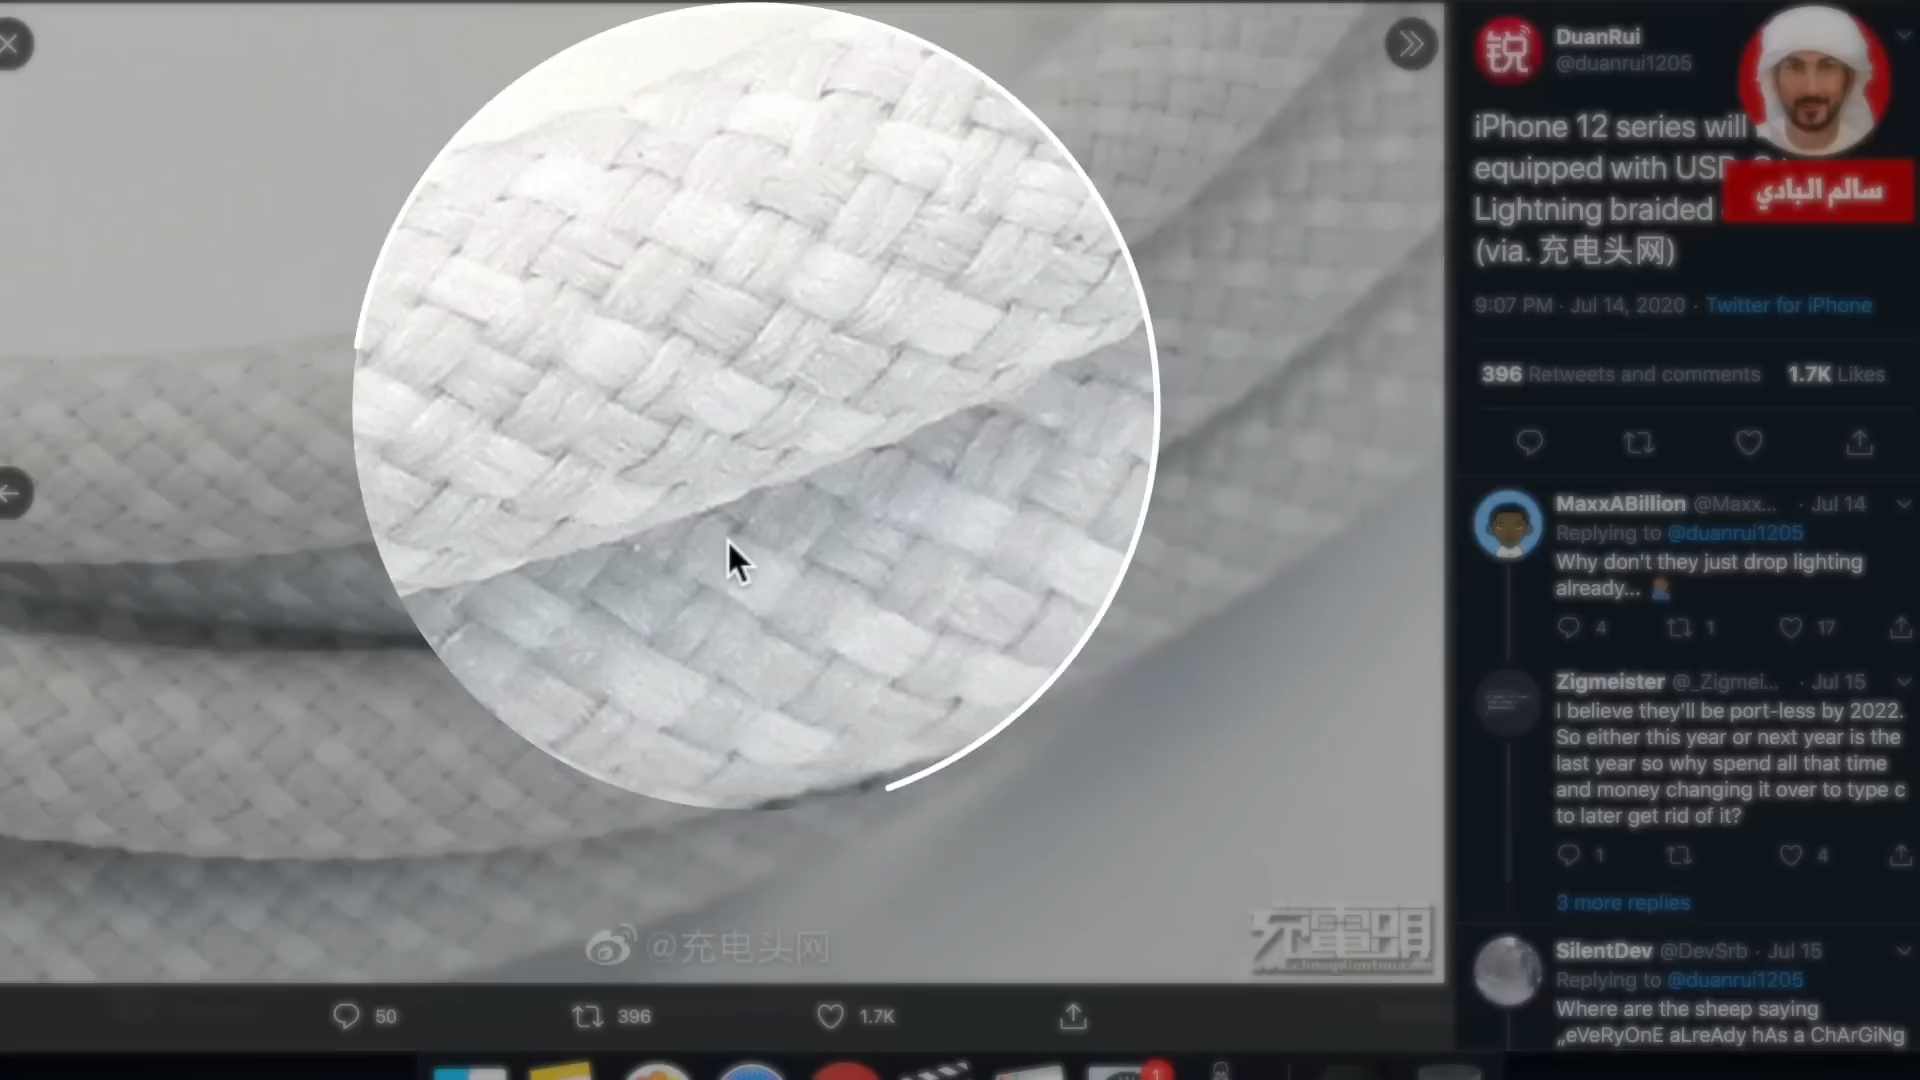 DuanRui
@duanrui1205
iPhone 12 series will
equipped with
Lightning braided
(via. 充电头网)
سالم البادي
9:07 PM · Jul 14, 2020 · Twitter for iPhone
396 Retweets and comments 1.7K Likes
MaxxABillion @Maxx... · Jul 14
Replying to @duanrui1205
Why don't they just drop lighting
already...
4 1 17
Zigmeister @_Zigmei... · Jul 15
Replying to
I believe they'll be port-less by 2022.
So either this year or next year is the
last year so why spend all that time
and money changing it over to type c
to later get rid of it?
1 4
3 more replies
SilentDev @DevSrb · Jul 15
Replying to @duanrui1205
Where are the sheep saying
„eVeRyOnE aLreAdy hAs a ChArGiNg
@充电头网
50 396 1.7K
1